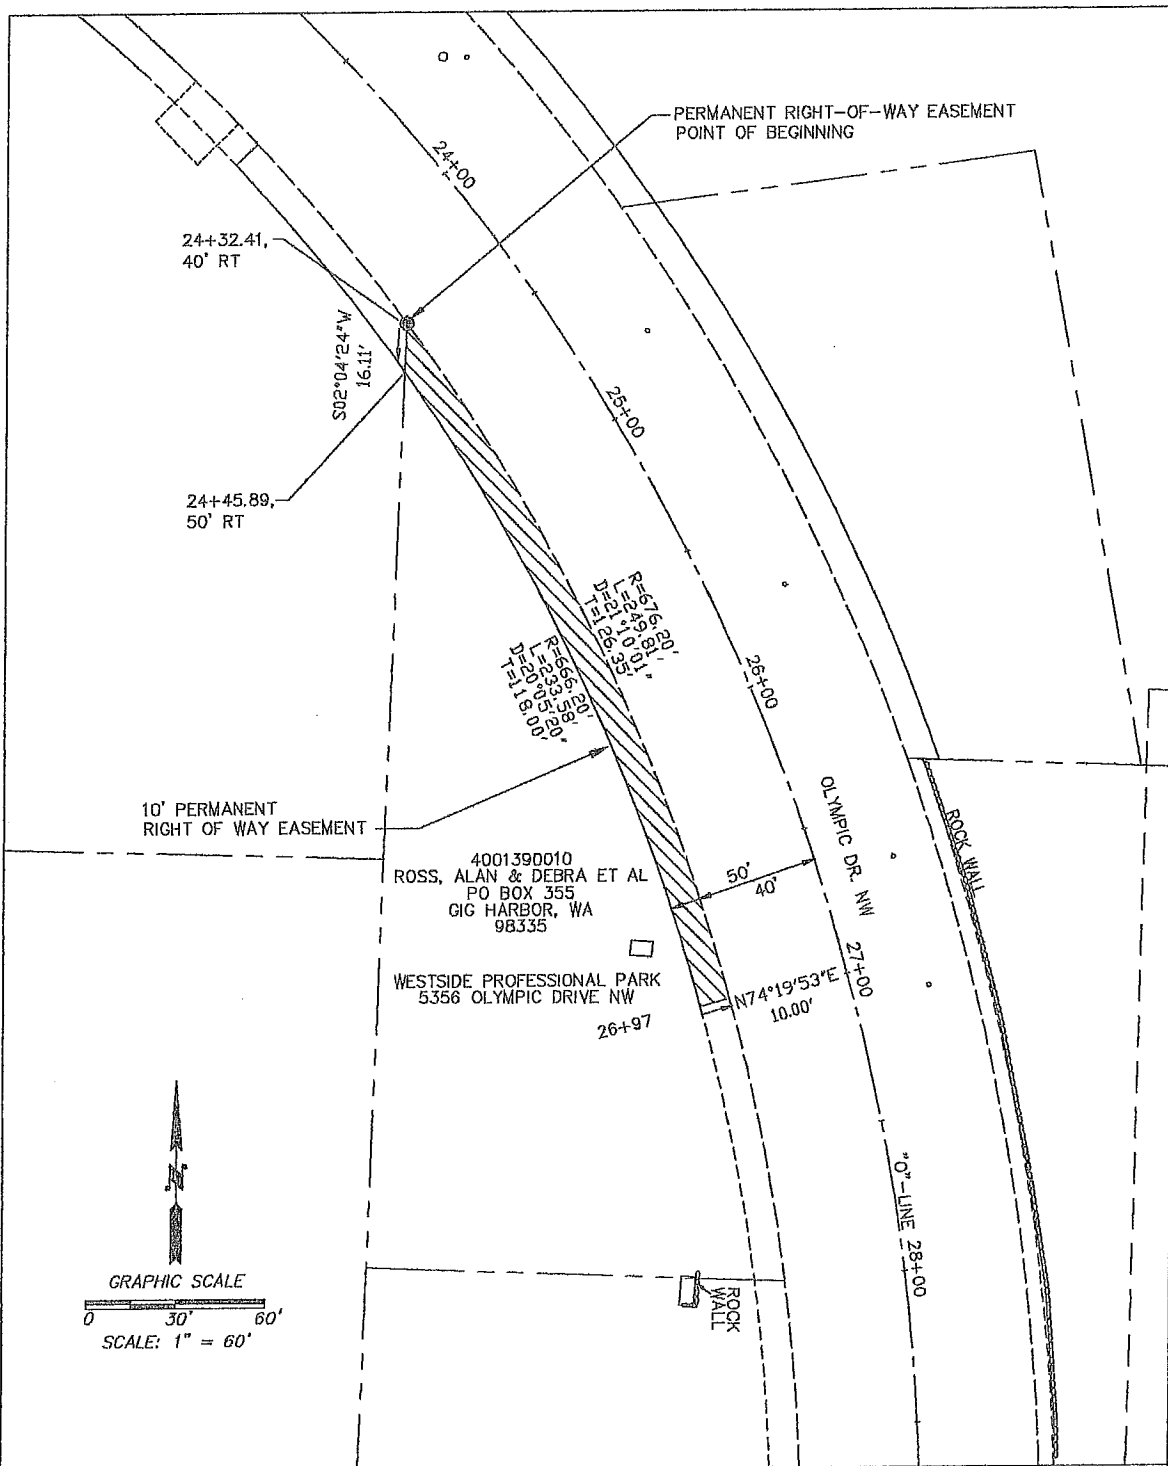 PERMANENT RIGHT-OF-WAY EASEMENT
POINT OF BEGINNING
24+00
24+32.41,
40' RT
S02°04'24"W
16.11'
25+00
24+45.89,
50' RT
R=676.20'
L=249.81'
D=21°10'01"
T=126.35'
R=666.20'
L=233.58'
D=20°05'20"
T=118.00'
26+00
10' PERMANENT
RIGHT OF WAY EASEMENT
OLYMPIC DR. NW
ROCK WALL
4001390010
ROSS, ALAN & DEBRA ET AL
PO BOX 355
GIG HARBOR, WA
98335
50'
40'
WESTSIDE PROFESSIONAL PARK
5356 OLYMPIC DRIVE NW
27+00
N74°19'53"E
10.00'
26+97
"O"-LINE 28+00
N
GRAPHIC SCALE
0 30' 60'
SCALE: 1" = 60'
ROCK
WALL